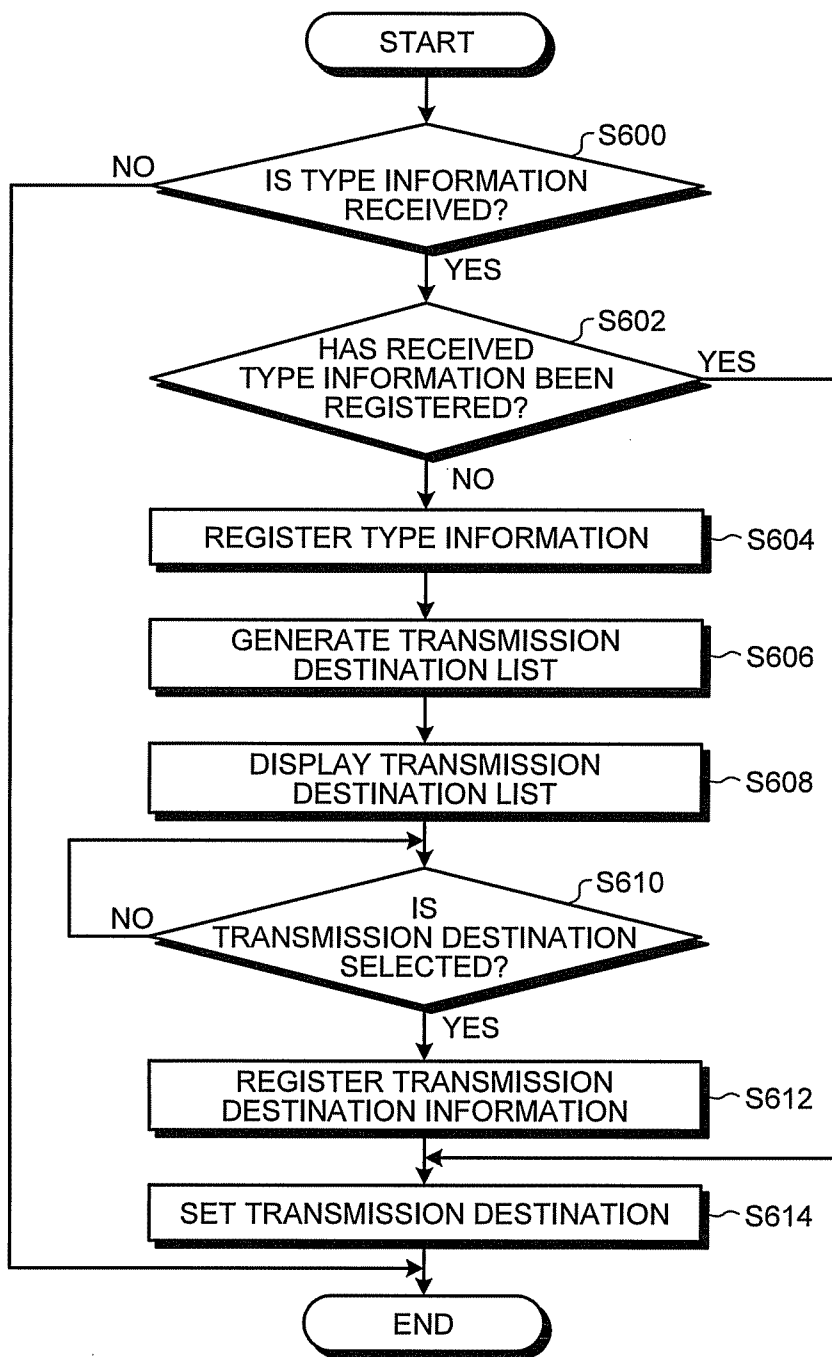 START
S600
NO
IS TYPE INFORMATION
RECEIVED?
YES
S602
HAS RECEIVED
TYPE INFORMATION BEEN
REGISTERED?
YES
NO
REGISTER TYPE INFORMATION
S604
GENERATE TRANSMISSION
DESTINATION LIST
S606
DISPLAY TRANSMISSION
DESTINATION LIST
S608
S610
NO
IS
TRANSMISSION DESTINATION
SELECTED?
YES
REGISTER TRANSMISSION
DESTINATION INFORMATION
S612
SET TRANSMISSION DESTINATION
S614
END